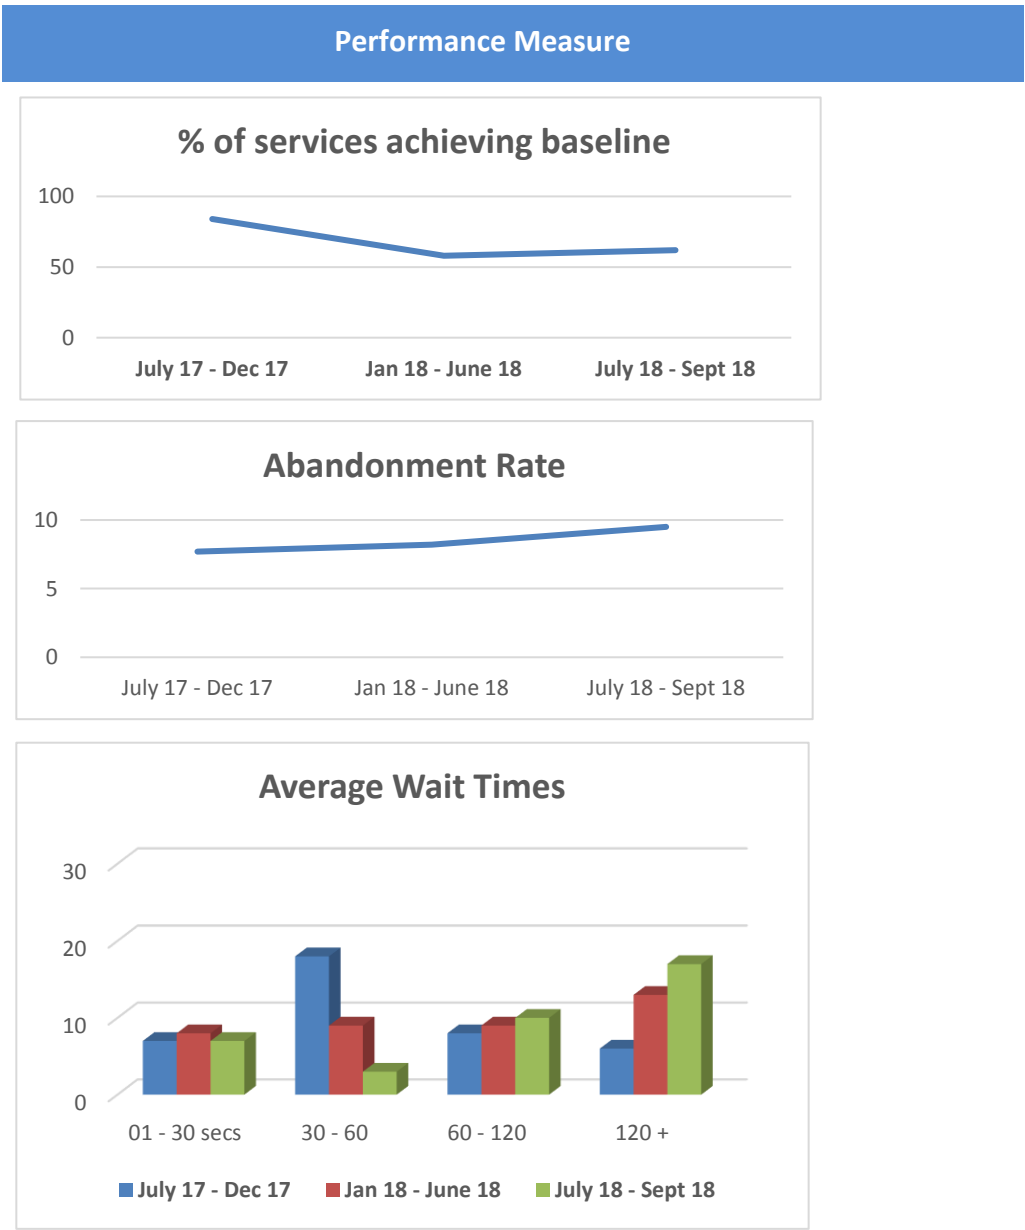 Performance Measure
% of services achieving baseline
100
50
0
July 17 - Dec 17 Jan 18 - June 18 July 18 - Sept 18
Abandonment Rate
10
5
0
July 17 - Dec 17 Jan 18 - June 18 July 18 - Sept 18
Average Wait Times
30
20
10
0
01 - 30 secs 30 - 60 60 - 120 120 +
July 17 - Dec 17 Jan 18 - June 18 July 18 - Sept 18